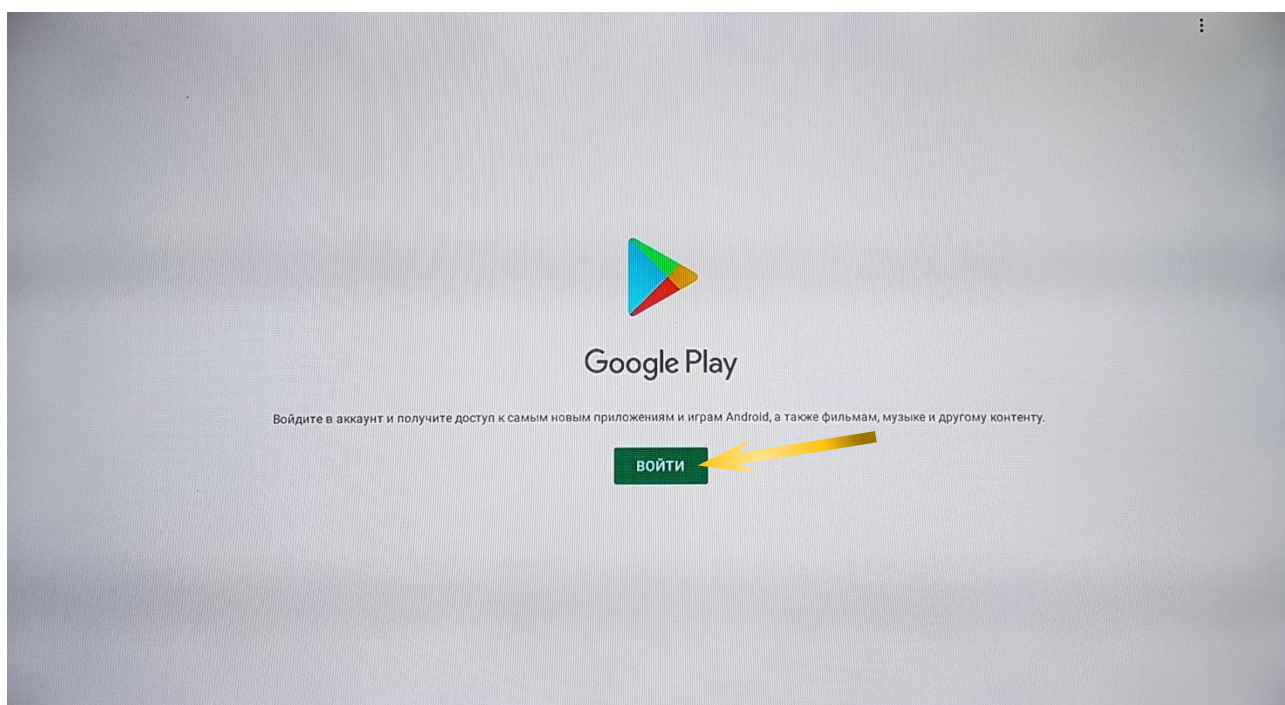 Google Play
Войдите в аккаунт и получите доступ к самым новым приложениям и играм Android, а также фильмам, музыке и другому контенту.
ВОЙТИ